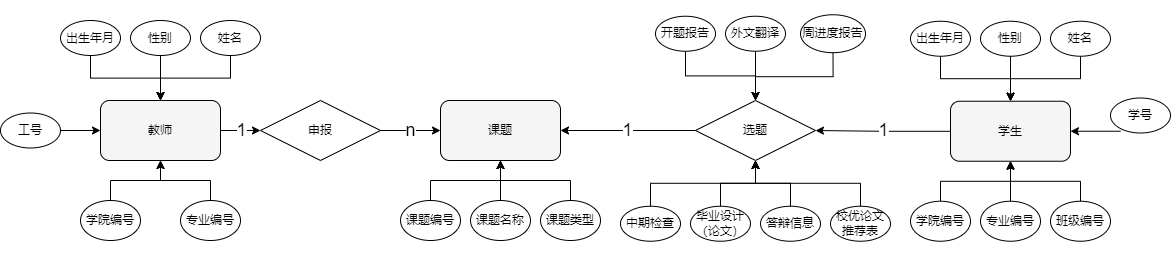 出生年月
性别
姓名
开题报告
外文翻译
周进度报告
出生年月
性别
姓名
工号
教师
1
申报
n
课题
1
选题
1
学生
学号
学院编号
专业编号
课题编号
课题名称
课题类型
中期检查
毕业设计
（论文）
答辩信息
校优论文
推荐表
学院编号
专业编号
班级编号